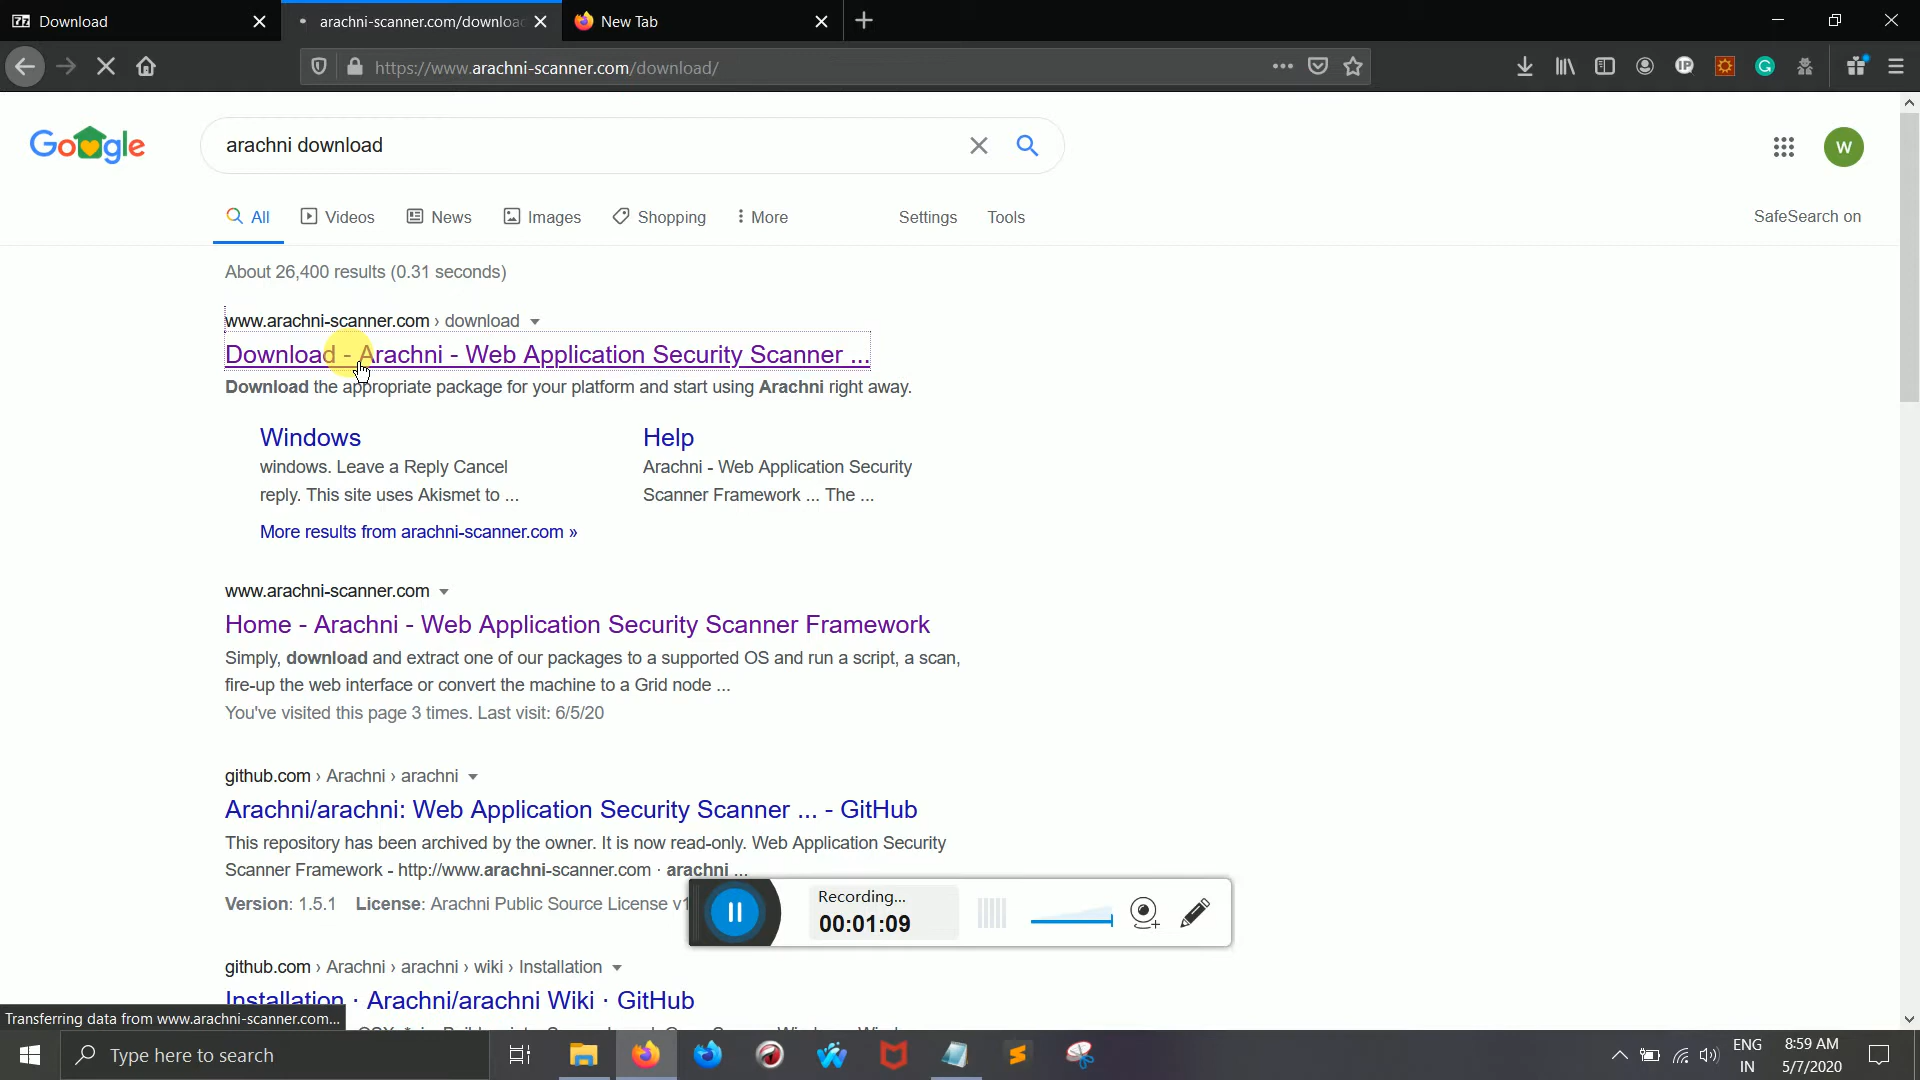 7z Download
arachni-scanner.com/download
New Tab
https://www.arachni-scanner.com/download/
Google
arachni download
W
All
Videos
News
Images
Shopping
More
Settings
Tools
SafeSearch on
About 26,400 results (0.31 seconds)
www.arachni-scanner.com › download
Download - Arachni - Web Application Security Scanner ...
Download the appropriate package for your platform and start using Arachni right away.
Windows
windows. Leave a Reply Cancel
reply. This site uses Akismet to ...
Help
Arachni - Web Application Security
Scanner Framework ... The ...
More results from arachni-scanner.com »
www.arachni-scanner.com
Home - Arachni - Web Application Security Scanner Framework
Simply, download and extract one of our packages to a supported OS and run a script, a scan,
fire-up the web interface or convert the machine to a Grid node ...
You've visited this page 3 times. Last visit: 6/5/20
github.com › Arachni › arachni
Arachni/arachni: Web Application Security Scanner ... - GitHub
This repository has been archived by the owner. It is now read-only. Web Application Security
Scanner Framework - http://www.arachni-scanner.com · arachni ...
Version: 1.5.1 License: Arachni Public Source License v1
Recording...
00:01:09
github.com › Arachni › arachni › wiki › Installation
Installation · Arachni/arachni Wiki · GitHub
Transferring data from www.arachni-scanner.com...
Type here to search
ENG
IN
8:59 AM
5/7/2020